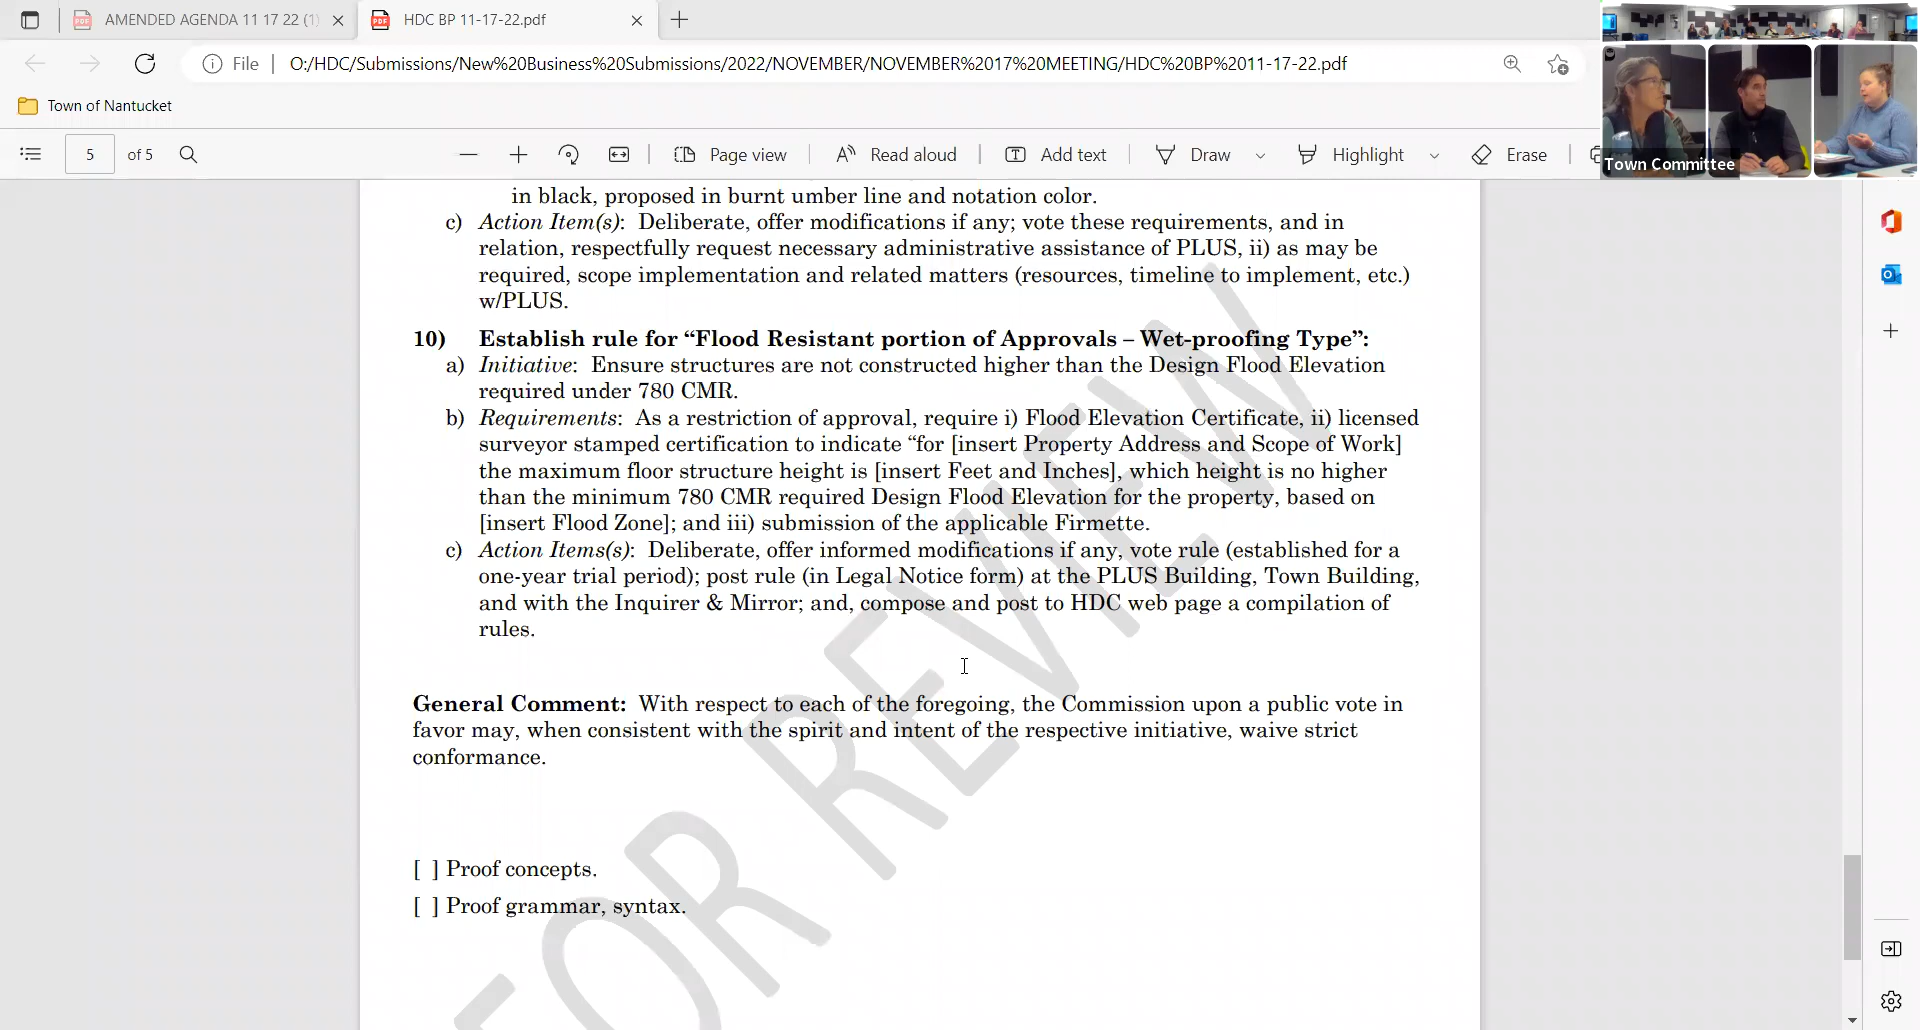 AMENDED AGENDA 11 17 22 (1)
HDC BP 11-17-22.pdf
File
O:/HDC/Submissions/New%20Business%20Submissions/2022/NOVEMBER/NOVEMBER%2017%20MEETING/HDC%20BP%2011-17-22.pdf
Town of Nantucket
5 of 5
Page view
Read aloud
Add text
Draw
Highlight
Erase
Town Committee
in black, proposed in burnt umber line and notation color.
c) Action Item(s): Deliberate, offer modifications if any; vote these requirements, and in
relation, respectfully request necessary administrative assistance of PLUS, ii) as may be
required, scope implementation and related matters (resources, timeline to implement, etc.)
w/PLUS.
10) Establish rule for “Flood Resistant portion of Approvals – Wet-proofing Type”:
a) Initiative: Ensure structures are not constructed higher than the Design Flood Elevation
required under 780 CMR.
b) Requirements: As a restriction of approval, require i) Flood Elevation Certificate, ii) licensed
surveyor stamped certification to indicate “for [insert Property Address and Scope of Work]
the maximum floor structure height is [insert Feet and Inches], which height is no higher
than the minimum 780 CMR required Design Flood Elevation for the property, based on
[insert Flood Zone]; and iii) submission of the applicable Firmette.
c) Action Items(s): Deliberate, offer informed modifications if any, vote rule (established for a
one-year trial period); post rule (in Legal Notice form) at the PLUS Building, Town Building,
and with the Inquirer & Mirror; and, compose and post to HDC web page a compilation of
rules.
General Comment: With respect to each of the foregoing, the Commission upon a public vote in
favor may, when consistent with the spirit and intent of the respective initiative, waive strict
conformance.
[ ] Proof concepts.
[ ] Proof grammar, syntax.
FOR REVIEW